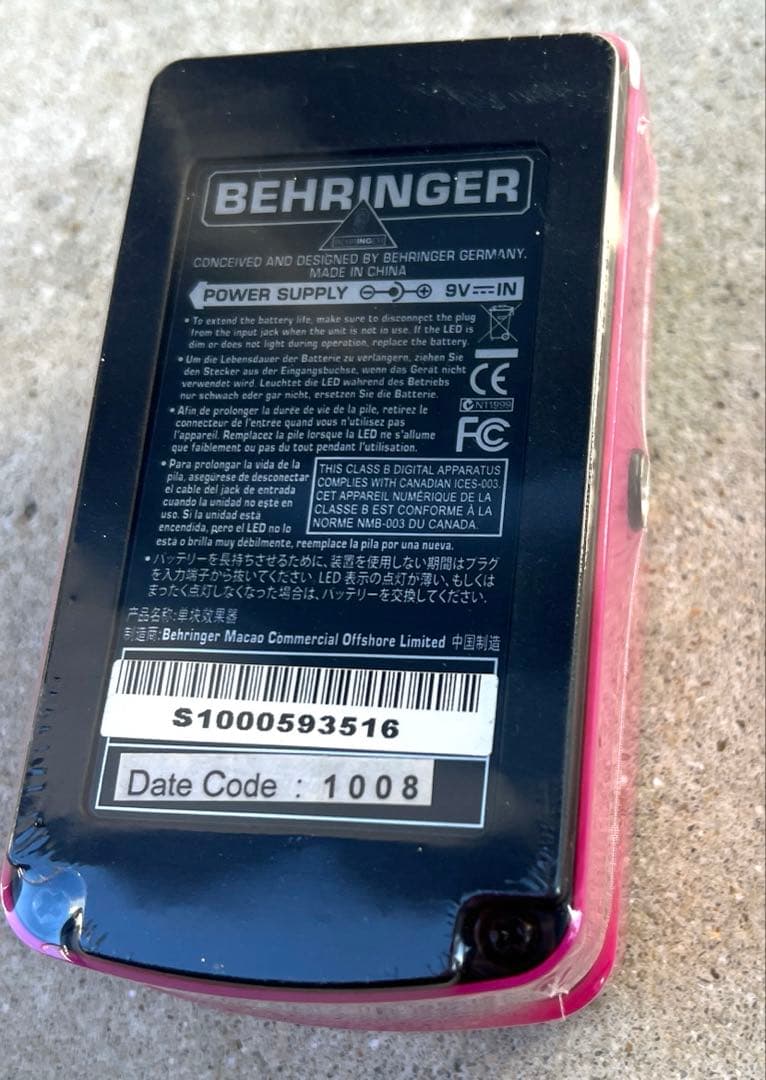 BEHRINGER
BEHRINGER
CONCEIVED AND DESIGNED BY BEHRINGER GERMANY.
MADE IN CHINA
POWER SUPPLY 9V IN
• To extend the battery life, make sure to disconnect the plug
from the input jack when the unit is not in use. If the LED is
dim or does not light during operation, replace the battery.
• Um die Lebensdauer der Batterie zu verlangern, ziehen Sie
den Stecker aus der Eingangsbuchse, wenn das Gerät nicht
verwendet wird. Leuchtet die LED wahrend des Betriebs
nur schwach oder gar nicht, ersetzen Sie die Batterie.
CE
N11999
FC
• Afin de prolonger la durée de vie de la pile, retirez le
connecteur de l'entrée quand vous n'utilisez pas
l'appareil. Remplacez la pile lorsque la LED ne s'allume
que faiblement ou pas du tout pendant l'utilisation.
• Para prolongar la vida de la
pila, asegúrese de desconectar
el cable del jack de entrada
cuando la unidad no esté en
uso. Si la unidad está
encendida, pero el LED no lo
está o brilla muy débilmente, reemplace la pila por una nueva.
THIS CLASS B DIGITAL APPARATUS
COMPLIES WITH CANADIAN ICES-003.
CET APPAREIL NUMÉRIQUE DE LA
CLASSE B EST CONFORME À LA
NORME NMB-003 DU CANADA.
• バッテリーを長持ちさせるために、装置を使用しない期間はプラグ
を入力端子から抜いてください LED 表示の点灯が薄い、もしくは
まったく点灯しなくなった場合は、バッテリーを交換してください。
产品名称:单块效果器
制造商:Behringer Macao Commercial Offshore Limited 中国制造
S1000593516
Date Code : 1008